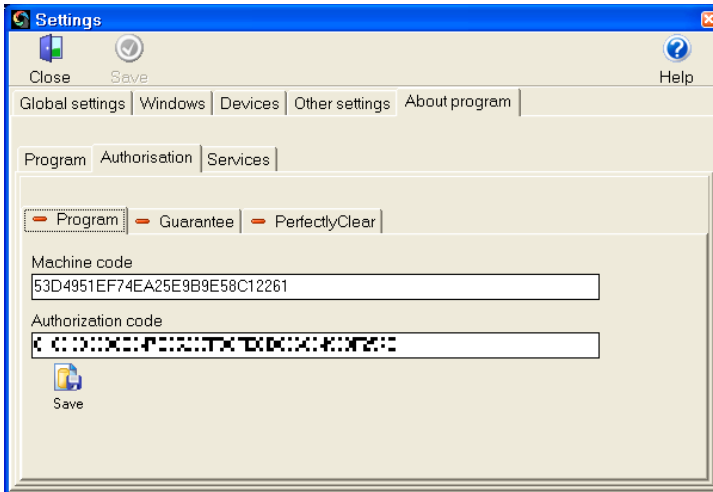 Settings
Close Save Help
Global settings Windows Devices Other settings About program
Program Authorisation Services
Program Guarantee PerfectlyClear
Machine code
53D4951EF74EA25E9B9E58C12261
Authorization code
Save